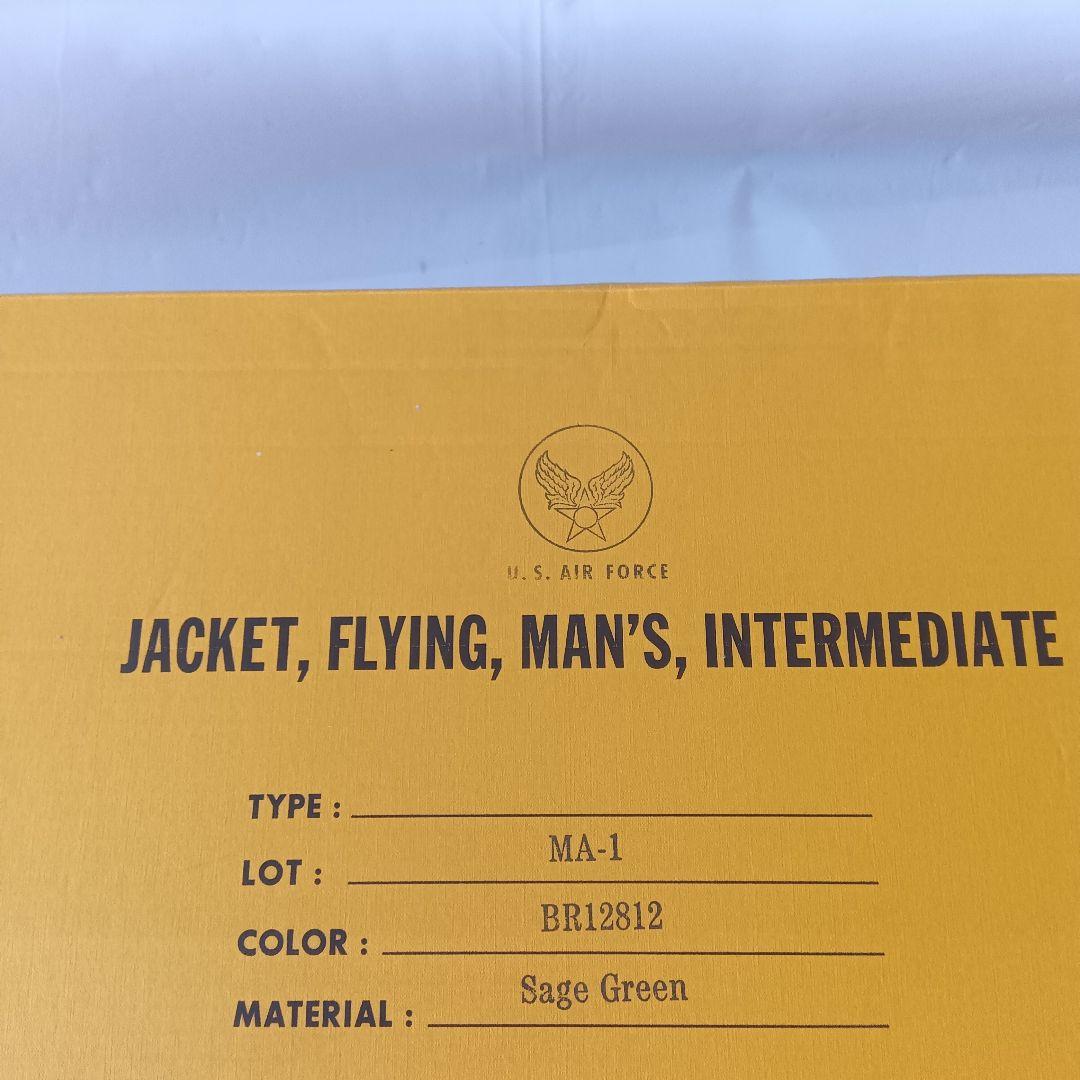 U. S. AIR FORCE
JACKET, FLYING, MAN'S, INTERMEDIATE
TYPE :
MA-1
LOT :
BR12812
COLOR :
Sage Green
MATERIAL :